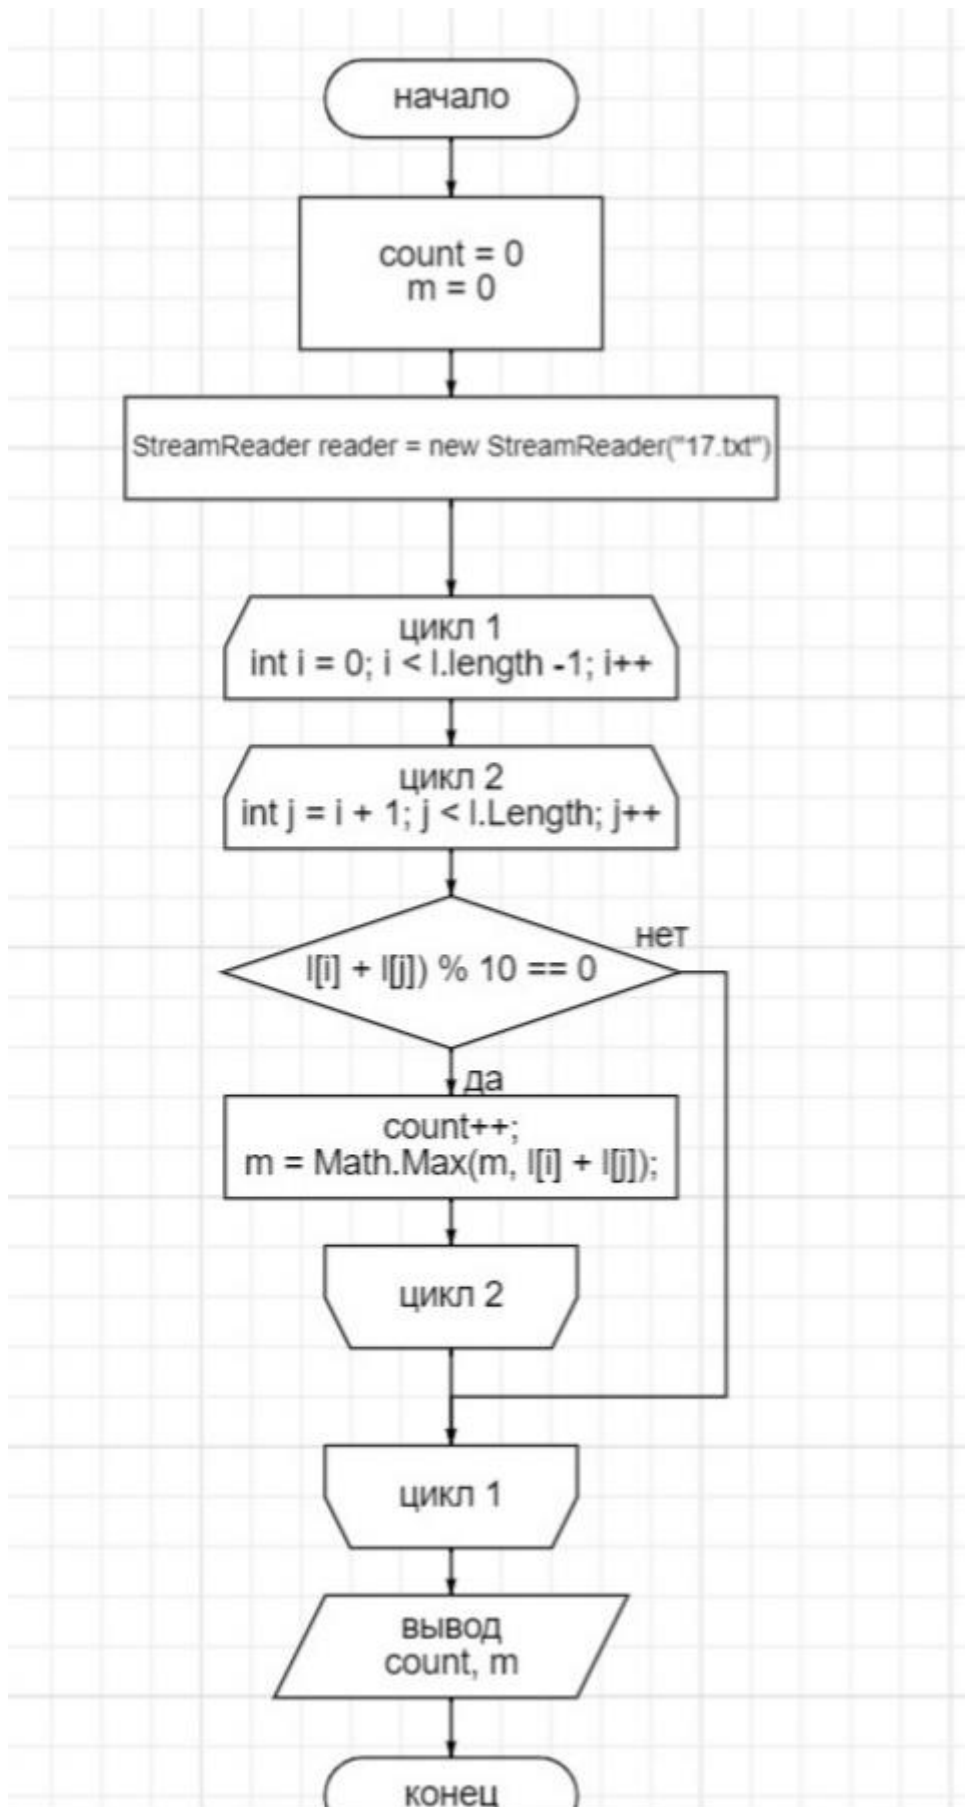 начало
count = 0
m = 0
StreamReader reader = new StreamReader("17.txt")
цикл 1
int i = 0; i < l.length -1; i++
цикл 2
int j = i + 1; j < l.Length; j++
нет
l[i] + l[j]) % 10 == 0
да
count++;
m = Math.Max(m, l[i] + l[j]);
цикл 2
цикл 1
вывод
count, m
конец